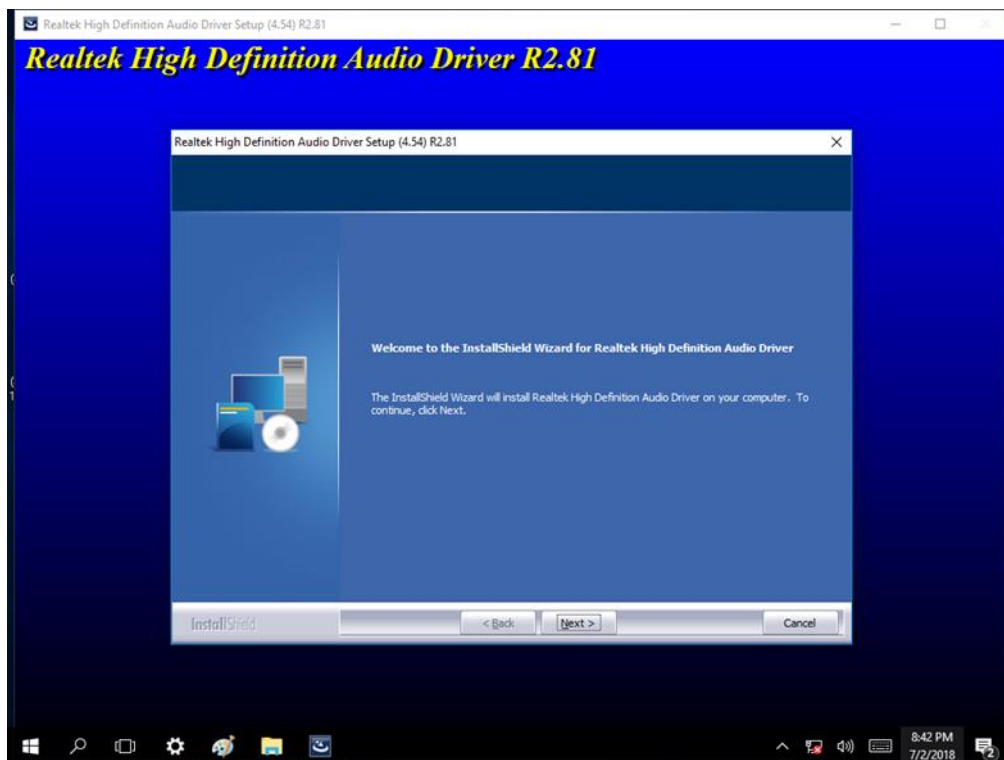 Realtek High Definition Audio Driver Setup (4.54) R2.81
Realtek High Definition Audio Driver R2.81
Realtek High Definition Audio Driver Setup (4.54) R2.81
Welcome to the InstallShield Wizard for Realtek High Definition Audio Driver
The InstallShield Wizard will install Realtek High Definition Audio Driver on your computer. To
continue, click Next.
InstallShield
< Back
Next >
Cancel
8:42 PM
7/2/2018
2